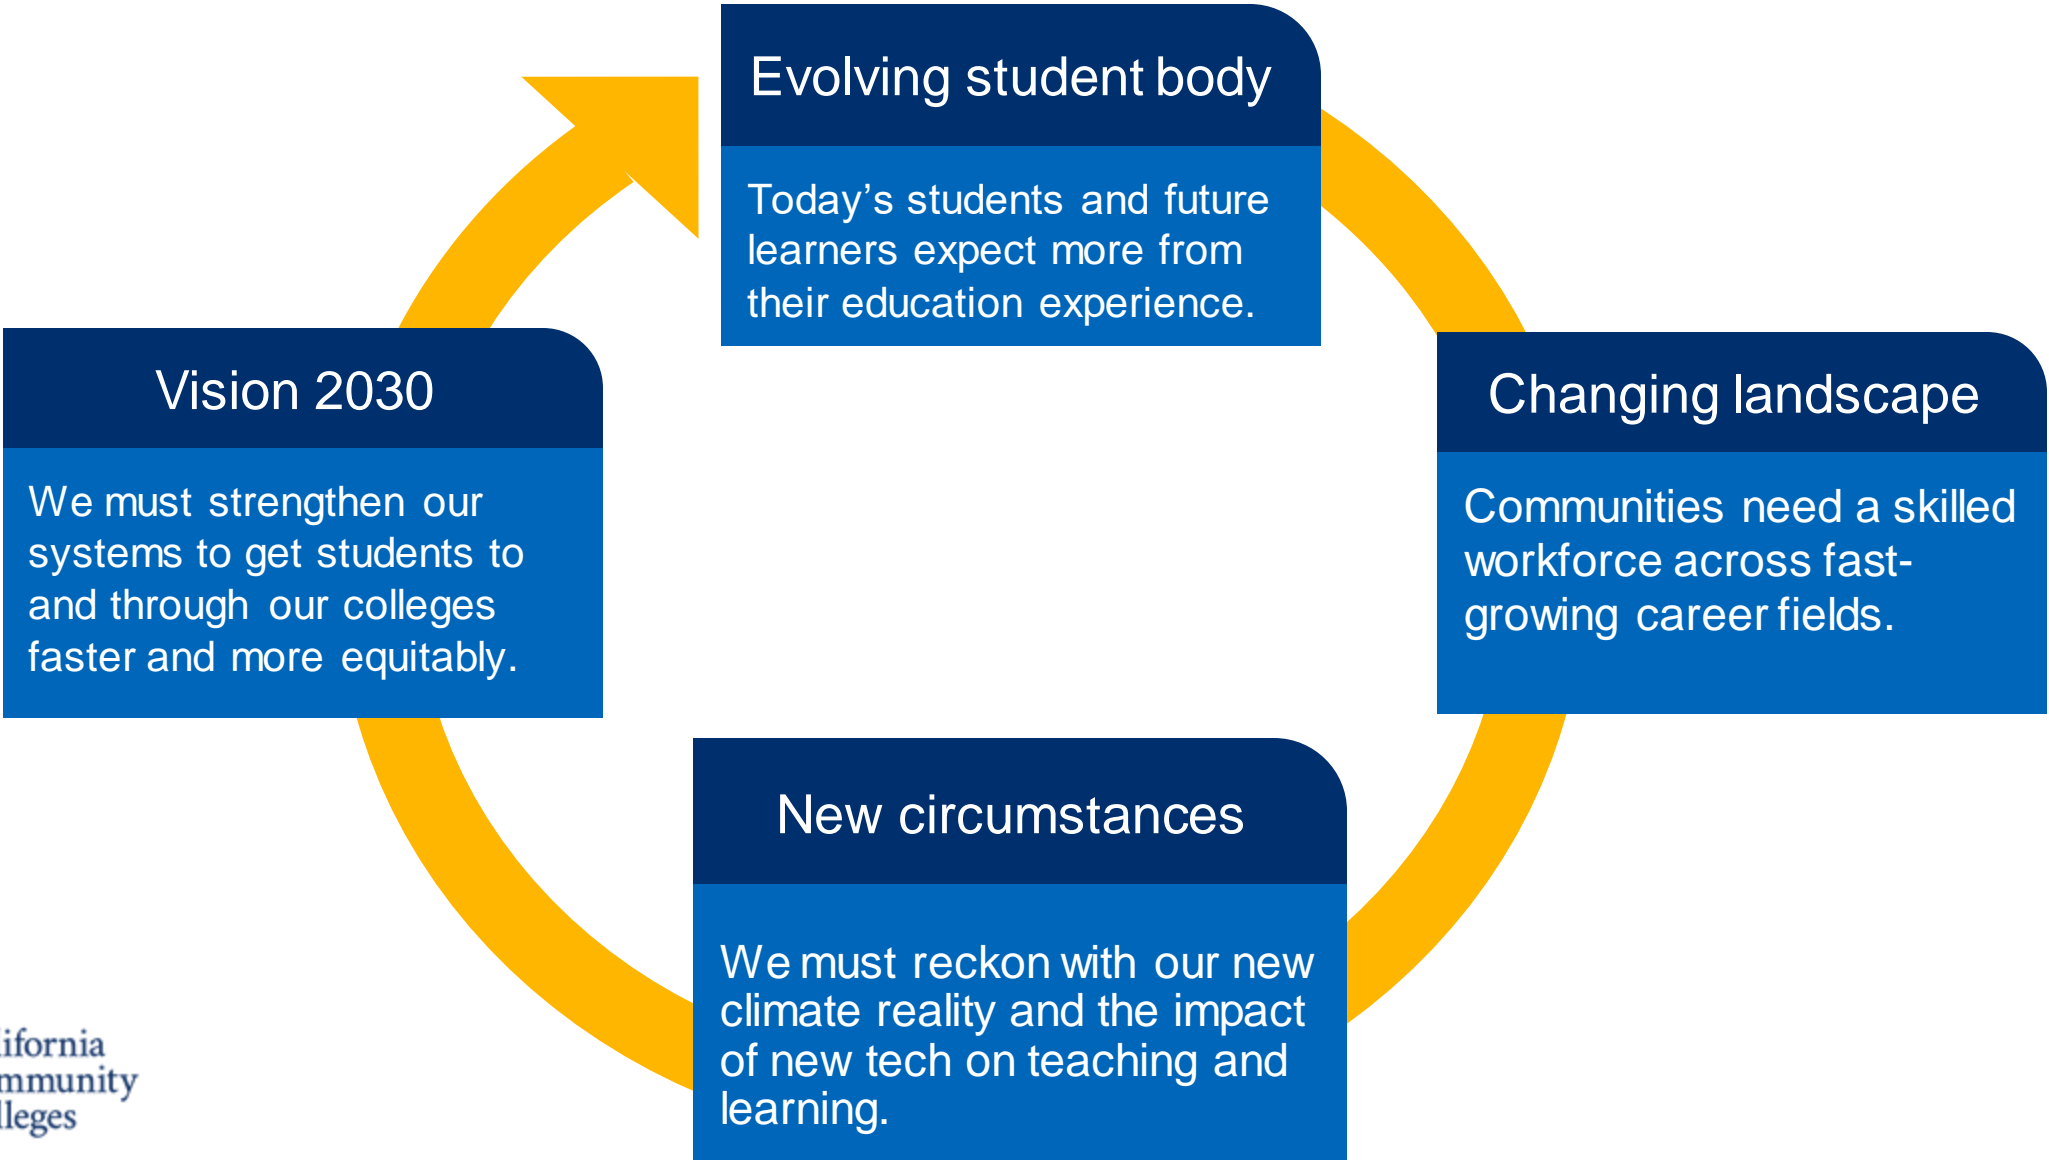 Evolving student body
Today’s students and future
learners expect more from
their education experience.
Changing landscape
Communities need a skilled
workforce across fast-
growing career fields.
New circumstances
We must reckon with our new
climate reality and the impact
of new tech on teaching and
learning.
Vision 2030
We must strengthen our
systems to get students to
and through our colleges
faster and more equitably.
lifornia
mmunity
lleges